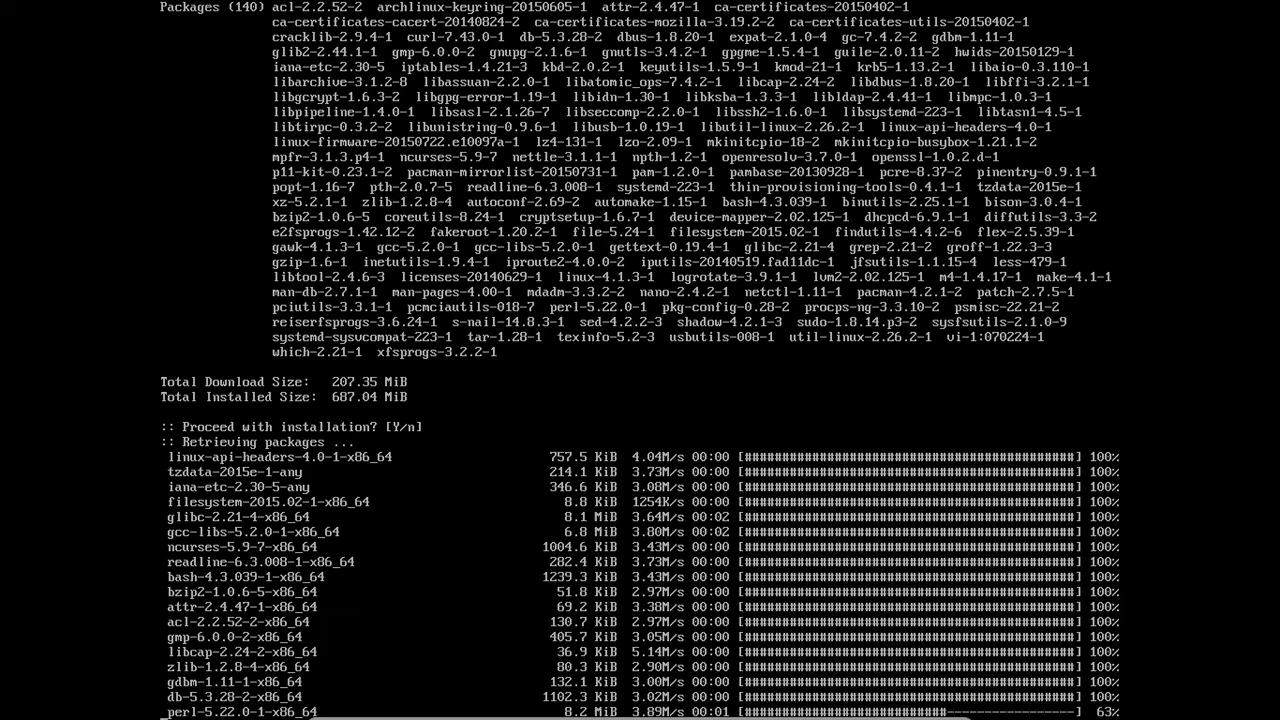 Packages (140) acl-2.2.52-2  archlinux-keyring-20150605-1  attr-2.4.47-1  ca-certificates-20150402-1
ca-certificates-cacert-20140824-2  ca-certificates-mozilla-3.19.2-2  ca-certificates-utils-20150402-1
cracklib-2.9.4-1  curl-7.43.0-1  db-5.3.28-2  dbus-1.8.20-1  expat-2.1.0-4  gc-7.4.2-2  gdbm-1.11-1
glib2-2.44.1-1  gmp-6.0.0-2  gnupg-2.1.6-1  gnutls-3.4.2-1  gpgme-1.5.4-1  guile-2.0.11-2  hwids-20150129-1
iana-etc-2.30-5  iptables-1.4.21-3  kbd-2.0.2-1  keyutils-1.5.9-1  kmod-21-1  krb5-1.13.2-1  libaio-0.3.110-1
libarchive-3.1.2-8  libassuan-2.2.0-1  libatomic_ops-7.4.2-1  libcap-2.24-2  libdbus-1.8.20-1  libffi-3.2.1-1
libgcrypt-1.6.3-2  libgpg-error-1.19-1  libidn-1.30-1  libksba-1.3.3-1  libldap-2.4.41-1  libmpc-1.0.3-1
libpipeline-1.4.0-1  libsasl-2.1.26-7  libseccomp-2.2.0-1  libssh2-1.6.0-1  libsystemd-223-1  libtasn1-4.5-1
libtirpc-0.3.2-2  libunistring-0.9.6-1  libusb-1.0.19-1  libutil-linux-2.26.2-1  linux-api-headers-4.0-1
linux-firmware-20150722.e10097a-1  lz4-131-1  lzo-2.09-1  mkinitcpio-18-2  mkinitcpio-busybox-1.21.1-2
mpfr-3.1.3.p4-1  ncurses-5.9-7  nettle-3.1.1-1  npth-1.2-1  openresolv-3.7.0-1  openssl-1.0.2.d-1
p11-kit-0.23.1-2  pacman-mirrorlist-20150731-1  pam-1.2.0-1  pambase-20130928-1  pcre-8.37-2  pinentry-0.9.1-1
popt-1.16-7  pth-2.0.7-5  readline-6.3.008-1  systemd-223-1  thin-provisioning-tools-0.4.1-1  tzdata-2015e-1
xz-5.2.1-1  zlib-1.2.8-4  autoconf-2.69-2  automake-1.15-1  bash-4.3.039-1  binutils-2.25.1-1  bison-3.0.4-1
bzip2-1.0.6-5  coreutils-8.24-1  cryptsetup-1.6.7-1  device-mapper-2.02.125-1  dhcpcd-6.9.1-1  diffutils-3.3-2
e2fsprogs-1.42.12-2  fakeroot-1.20.2-1  file-5.24-1  filesystem-2015.02-1  findutils-4.4.2-6  flex-2.5.39-1
gawk-4.1.3-1  gcc-5.2.0-1  gcc-libs-5.2.0-1  gettext-0.19.4-1  glibc-2.21-4  grep-2.21-2  groff-1.22.3-3
gzip-1.6-1  inetutils-1.9.4-1  iproute2-4.0.0-2  iputils-20140519.fad11dc-1  jfsutils-1.1.15-4  less-479-1
libtool-2.4.6-3  licenses-20140629-1  linux-4.1.3-1  logrotate-3.9.1-1  lvm2-2.02.125-1  m4-1.4.17-1  make-4.1-1
man-db-2.7.1-1  man-pages-4.00-1  mdadm-3.3.2-2  nano-2.4.2-1  netctl-1.11-1  pacman-4.2.1-2  patch-2.7.5-1
pciutils-3.3.1-1  pcmciautils-018-7  perl-5.22.0-1  pkg-config-0.28-2  procps-ng-3.3.10-2  psmisc-22.21-2
reiserfsprogs-3.6.24-1  s-nail-14.8.3-1  sed-4.2.2-3  shadow-4.2.1-3  sudo-1.8.14.p3-2  sysfsutils-2.1.0-9
systemd-sysvcompat-223-1  tar-1.28-1  texinfo-5.2-3  usbutils-008-1  util-linux-2.26.2-1  vi-1:070224-1
which-2.21-1  xfsprogs-3.2.2-1
Total Download Size:   207.35 MiB
Total Installed Size:  687.04 MiB
:: Proceed with installation? [Y/n]
:: Retrieving packages ...
linux-api-headers-4.0-1-x86_64 757.5 KiB 4.04M/s 00:00 [############################################] 100%
tzdata-2015e-1-any 214.1 KiB 3.73M/s 00:00 [############################################] 100%
iana-etc-2.30-5-any 346.6 KiB 3.08M/s 00:00 [############################################] 100%
filesystem-2015.02-1-x86_64 8.8 KiB 1254K/s 00:00 [############################################] 100%
glibc-2.21-4-x86_64 8.1 MiB 3.64M/s 00:02 [############################################] 100%
gcc-libs-5.2.0-1-x86_64 6.8 MiB 3.80M/s 00:02 [############################################] 100%
ncurses-5.9-7-x86_64 1004.6 KiB 3.43M/s 00:00 [############################################] 100%
readline-6.3.008-1-x86_64 282.4 KiB 3.73M/s 00:00 [############################################] 100%
bash-4.3.039-1-x86_64 1239.3 KiB 3.43M/s 00:00 [############################################] 100%
bzip2-1.0.6-5-x86_64 51.8 KiB 2.97M/s 00:00 [############################################] 100%
attr-2.4.47-1-x86_64 69.2 KiB 3.38M/s 00:00 [############################################] 100%
acl-2.2.52-2-x86_64 130.7 KiB 2.97M/s 00:00 [############################################] 100%
gmp-6.0.0-2-x86_64 405.7 KiB 3.05M/s 00:00 [############################################] 100%
libcap-2.24-2-x86_64 36.9 KiB 5.14M/s 00:00 [############################################] 100%
zlib-1.2.8-4-x86_64 80.3 KiB 2.90M/s 00:00 [############################################] 100%
gdbm-1.11-1-x86_64 132.1 KiB 3.00M/s 00:00 [############################################] 100%
db-5.3.28-2-x86_64 1102.3 KiB 3.02M/s 00:00 [############################################] 100%
perl-5.22.0-1-x86_64 8.2 MiB 3.89M/s 00:01 [###########################-----------------] 63%